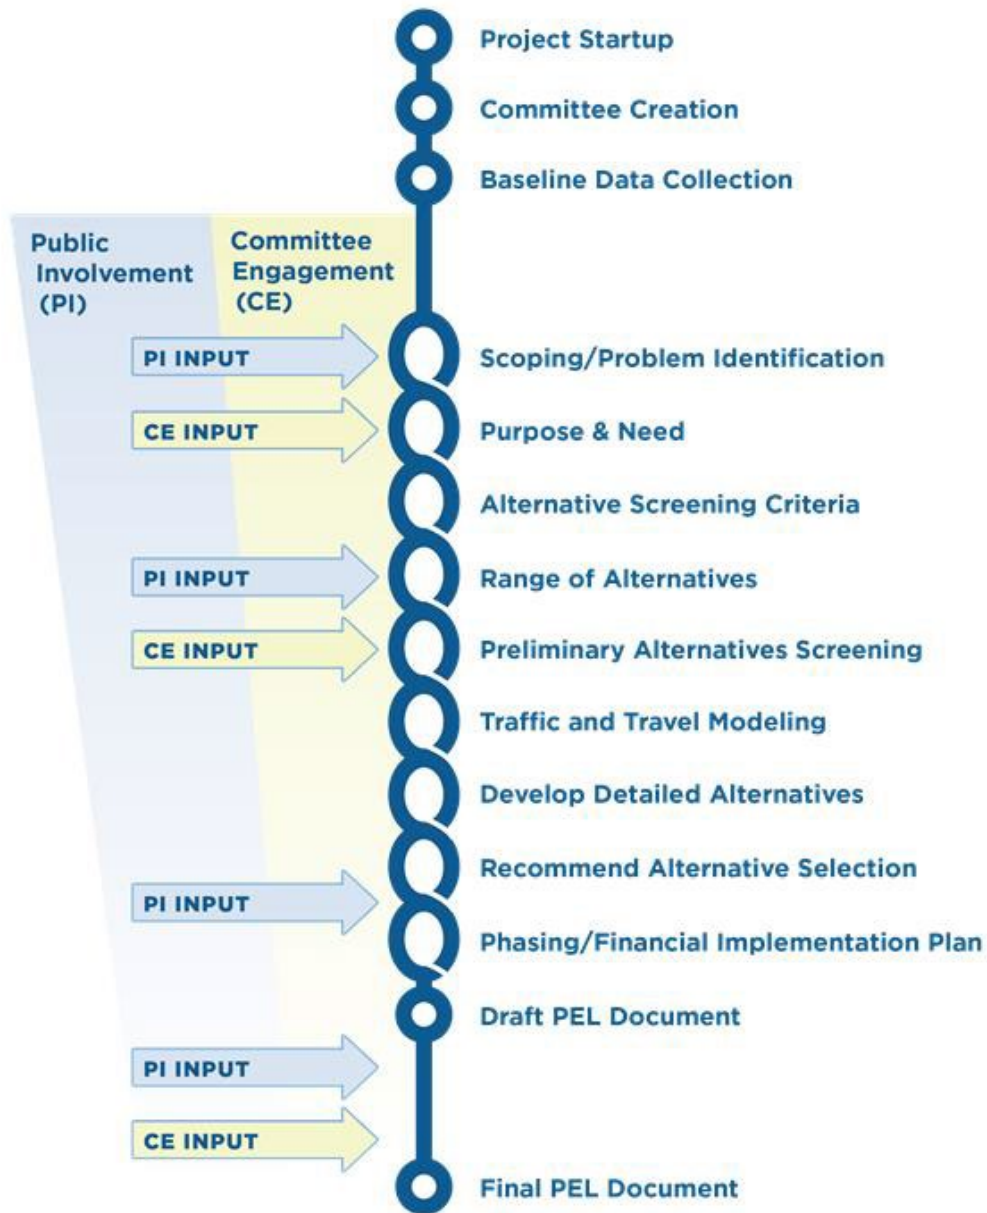 Project Startup
Committee Creation
Baseline Data Collection
Public
Involvement
(PI)
Committee
Engagement
(CE)
PI INPUT
Scoping/Problem Identification
CE INPUT
Purpose & Need
Alternative Screening Criteria
PI INPUT
Range of Alternatives
CE INPUT
Preliminary Alternatives Screening
Traffic and Travel Modeling
Develop Detailed Alternatives
Recommend Alternative Selection
PI INPUT
Phasing/Financial Implementation Plan
Draft PEL Document
PI INPUT
CE INPUT
Final PEL Document